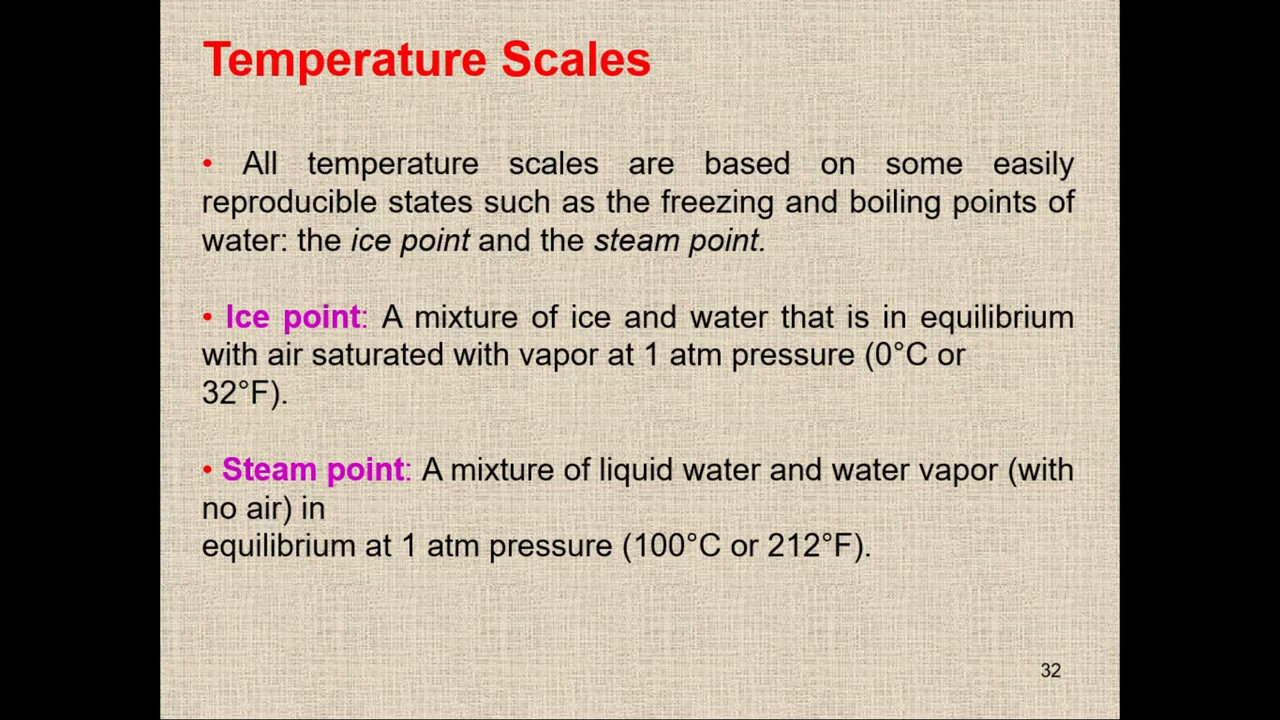 Temperature Scales
• All temperature scales are based on some easily
reproducible states such as the freezing and boiling points of
water: the ice point and the steam point.
• Ice point: A mixture of ice and water that is in equilibrium
with air saturated with vapor at 1 atm pressure (0°C or
32°F).
• Steam point: A mixture of liquid water and water vapor (with
no air) in
equilibrium at 1 atm pressure (100°C or 212°F).
32